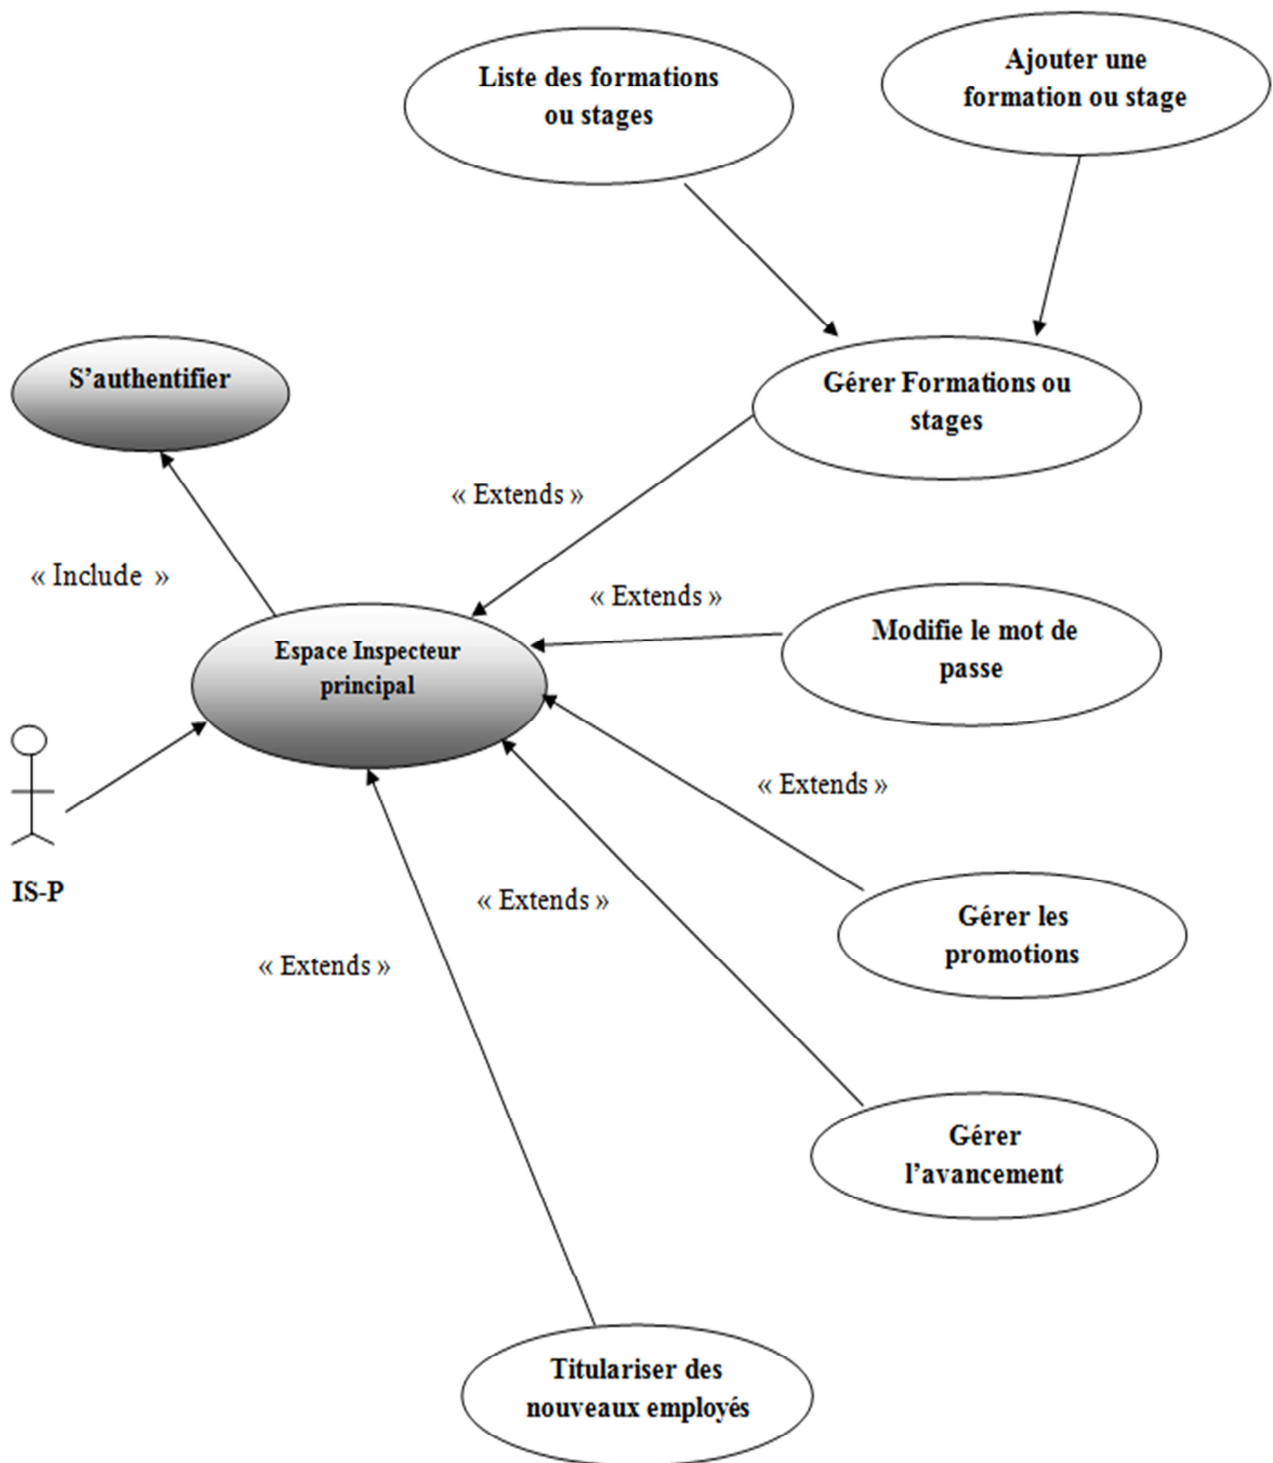 Liste des formations
ou stages
Ajouter une
formation ou stage
S’authentifier
Gérer Formations ou
stages
« Extends »
« Include  »
« Extends »
Modifie le mot de
passe
Espace Inspecteur
principal
« Extends »
IS-P
« Extends »
Gérer les
promotions
« Extends »
Gérer
l’avancement
Titulariser des
nouveaux employés